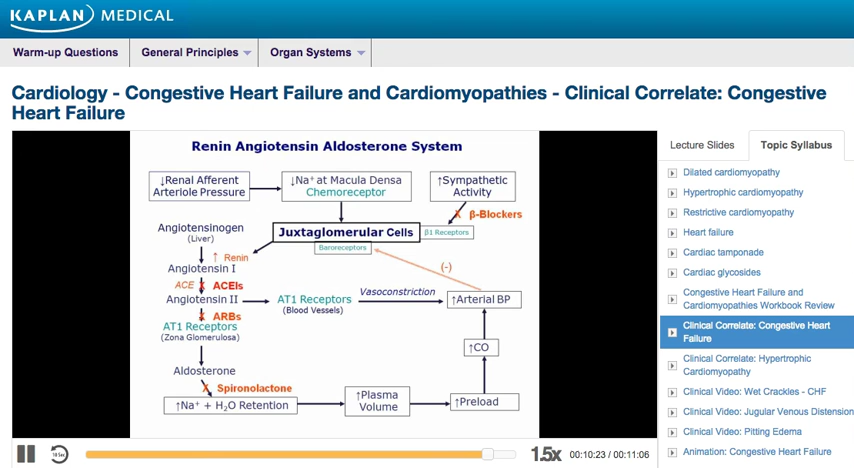 KAPLAN MEDICAL
Warm-up Questions
General Principles
Organ Systems
Cardiology - Congestive Heart Failure and Cardiomyopathies - Clinical Correlate: Congestive
Heart Failure
Renin Angiotensin Aldosterone System
↓Renal Afferent
Arteriole Pressure
↓Na⁺ at Macula Densa
Chemoreceptor
↑Sympathetic
Activity
X β-Blockers
Angiotensinogen
(Liver)
Juxtaglomerular Cells
β1 Receptors
Baroreceptors
↑ Renin
(-)
Angiotensin I
ACE X ACEIs
Vasoconstriction
Angiotensin II
AT1 Receptors
(Blood Vessels)
↑Arterial BP
X ARBs
AT1 Receptors
(Zona Glomerulosa)
↑CO
Aldosterone
X Spironolactone
↑Na⁺ + H₂O Retention
↑Plasma
Volume
↑Preload
10 Sec
1.5x
00:10:23 / 00:11:06
Lecture Slides
Topic Syllabus
Dilated cardiomyopathy
Hypertrophic cardiomyopathy
Restrictive cardiomyopathy
Heart failure
Cardiac tamponade
Cardiac glycosides
Congestive Heart Failure and
Cardiomyopathies Workbook Review
Clinical Correlate: Congestive Heart
Failure
Clinical Correlate: Hypertrophic
Cardiomyopathy
Clinical Video: Wet Crackles - CHF
Clinical Video: Jugular Venous Distension
Clinical Video: Pitting Edema
Animation: Congestive Heart Failure